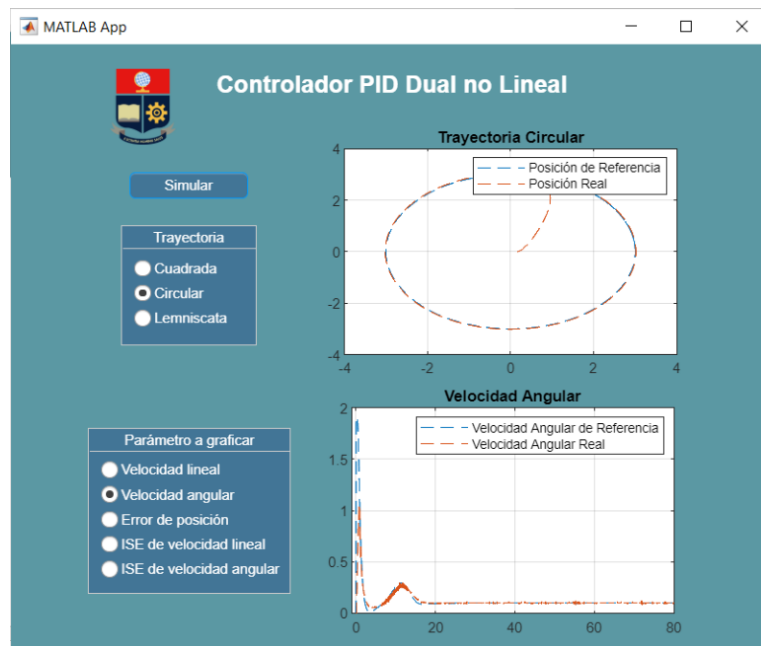 MATLAB App
Controlador PID Dual no Lineal
Simular
Trayectoria
Cuadrada
Circular
Lemniscata
Trayectoria Circular
Posición de Referencia
Posición Real
4
2
0
-2
-4
-4 -2 0 2 4
Parámetro a graficar
Velocidad lineal
Velocidad angular
Error de posición
ISE de velocidad lineal
ISE de velocidad angular
Velocidad Angular
Velocidad Angular de Referencia
Velocidad Angular Real
2
1.5
1
0.5
0
0 20 40 60 80